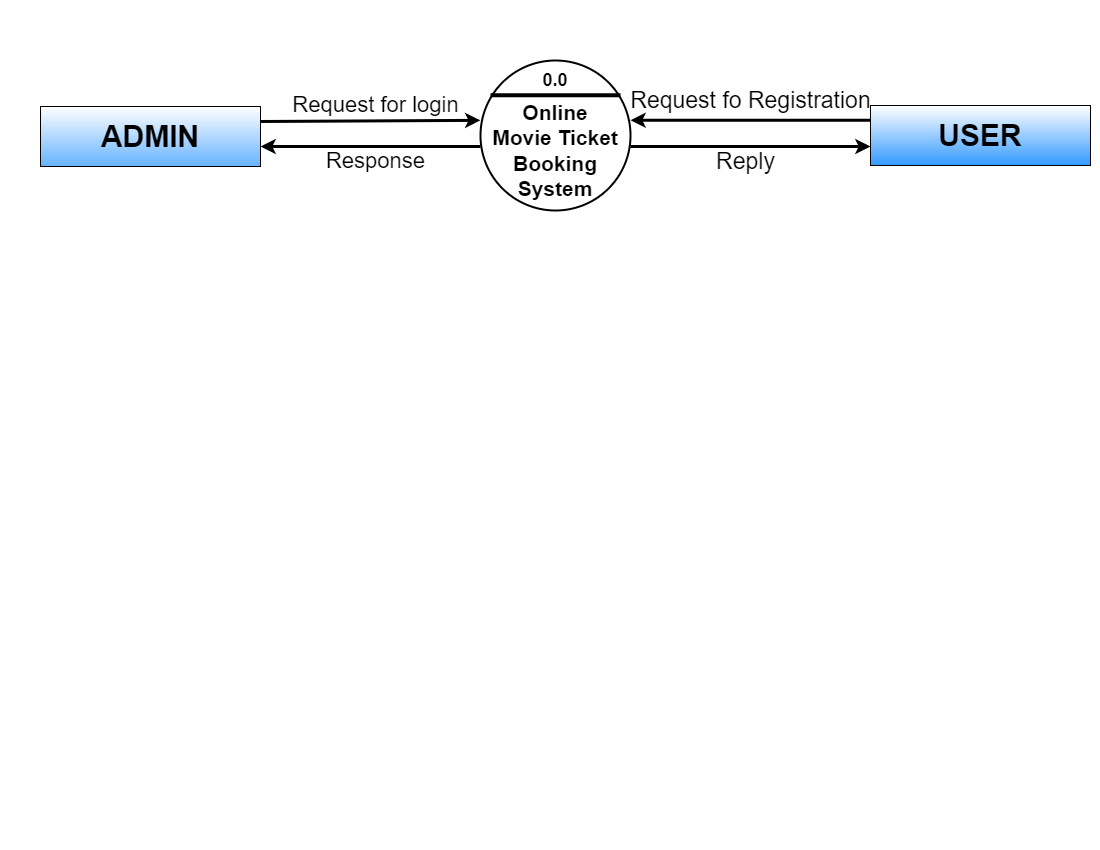 0.0
Request for login
Request fo Registration
ADMIN
Online
Movie Ticket
Booking
System
USER
Response
Reply